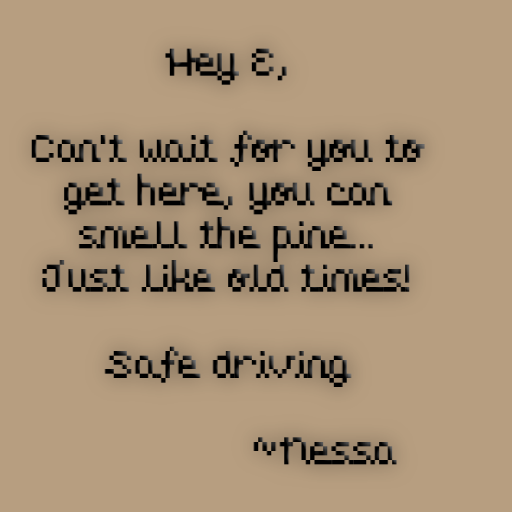 Hey E,
Can't wait for you to
get here, you can
smell the pine...
Just like old times!
Safe driving
~Nessa